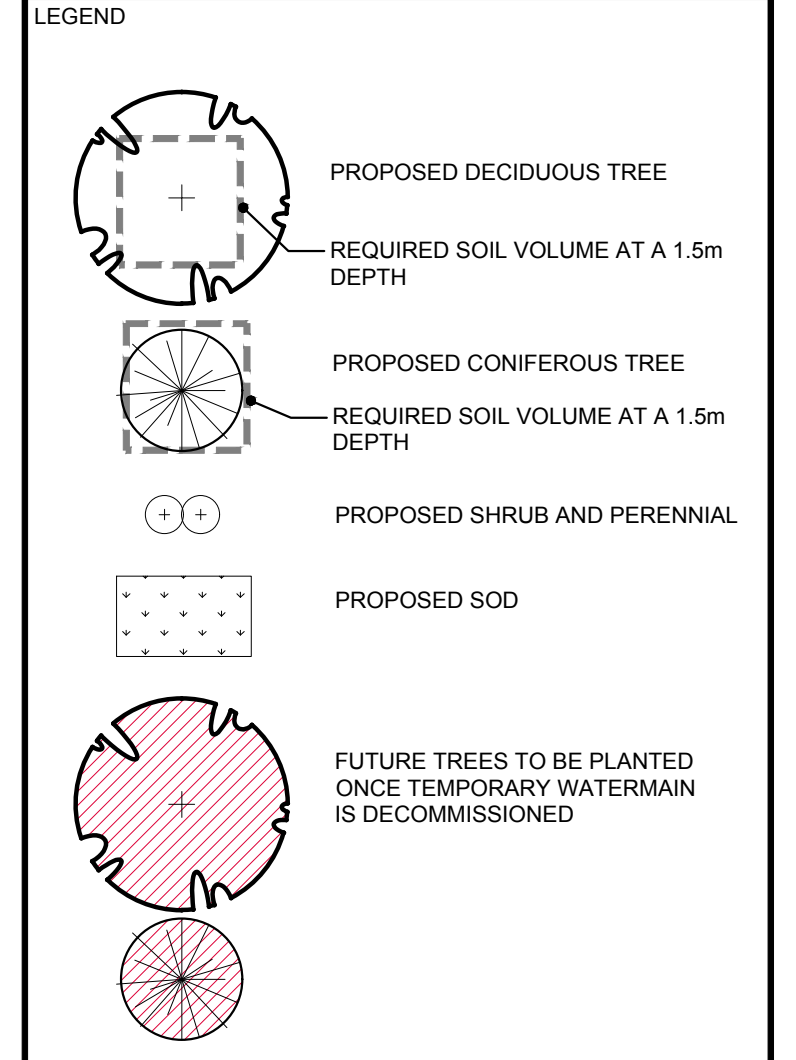 LEGEND
PROPOSED DECIDUOUS TREE
REQUIRED SOIL VOLUME AT A 1.5m
DEPTH
PROPOSED CONIFEROUS TREE
REQUIRED SOIL VOLUME AT A 1.5m
DEPTH
PROPOSED SHRUB AND PERENNIAL
PROPOSED SOD
FUTURE TREES TO BE PLANTED
ONCE TEMPORARY WATERMAIN
IS DECOMMISSIONED